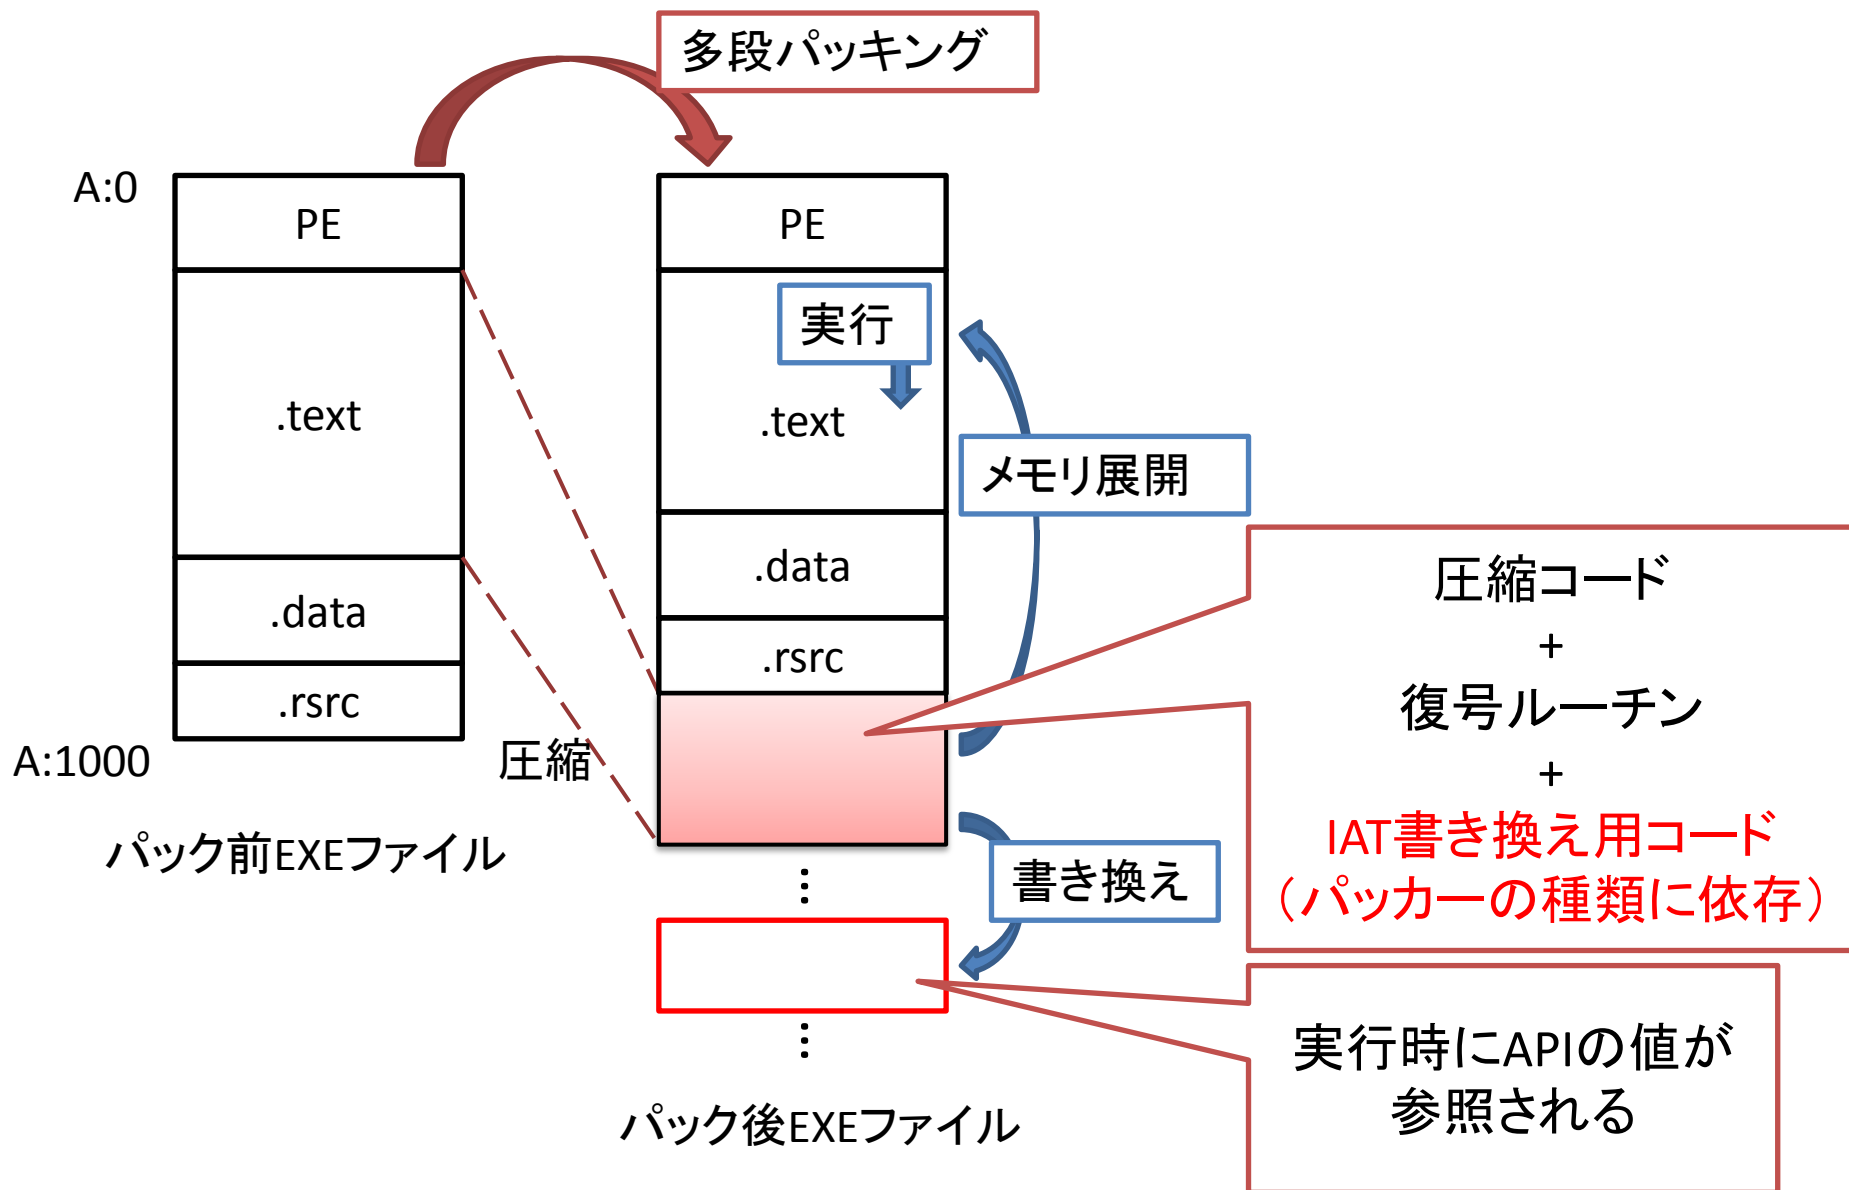 多段パッキング
A:0
PE
.text
.data
.rsrc
A:1000
パック前EXEファイル
圧縮
PE
実行
.text
.data
.rsrc
メモリ展開
書き換え
⋮
⋮
パック後EXEファイル
圧縮コード
+
復号ルーチン
+
IAT書き換え用コード
（パッカーの種類に依存）
実行時にAPIの値が
参照される